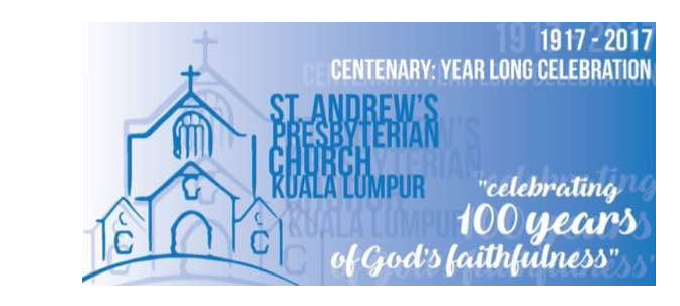 1917 - 2017
CENTENARY: YEAR LONG CELEBRATION
ST. ANDREW'S
PRESBYTERIAN
CHURCH
KUALA LUMPUR
"celebrating
100 years
of God's faithfulness"